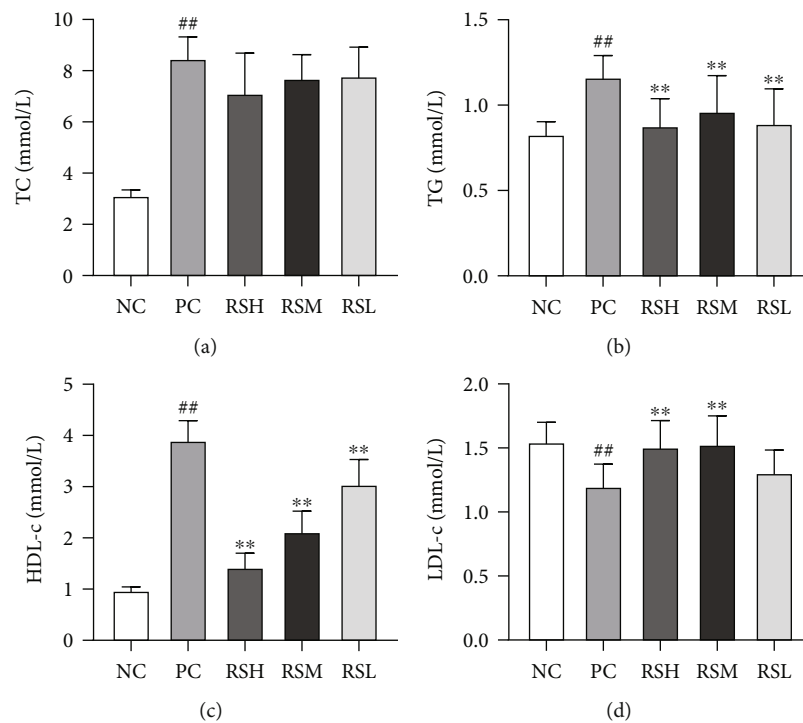 TC (mmol/L)
10
8
6
4
2
0
##
NC PC RSH RSM RSL
(a)
TG (mmol/L)
1.5
1.0
0.5
0.0
##
**
**
**
NC PC RSH RSM RSL
(b)
HDL-c (mmol/L)
5
4
3
2
1
0
##
**
**
**
NC PC RSH RSM RSL
(c)
LDL-c (mmol/L)
2.0
1.5
1.0
0.5
0.0
##
**
**
NC PC RSH RSM RSL
(d)